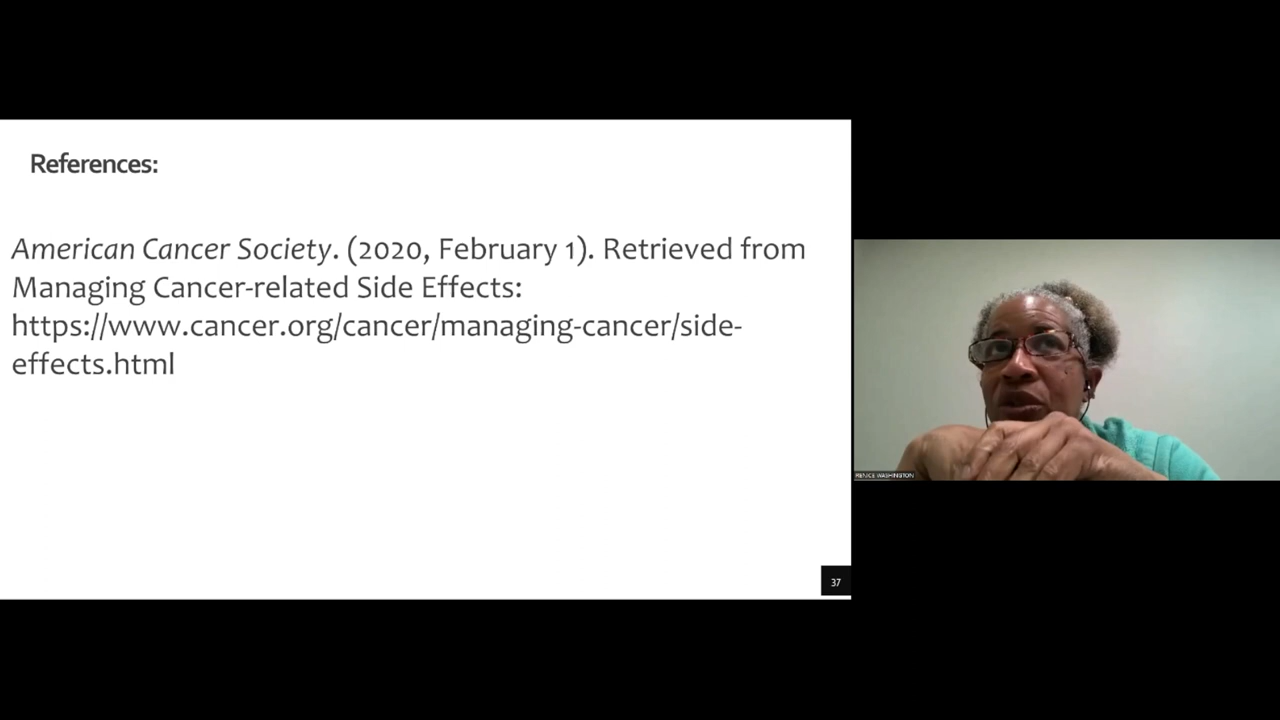 References:
American Cancer Society. (2020, February 1). Retrieved from
Managing Cancer-related Side Effects:
https://www.cancer.org/cancer/managing-cancer/side-
effects.html
WASHINGTON
37